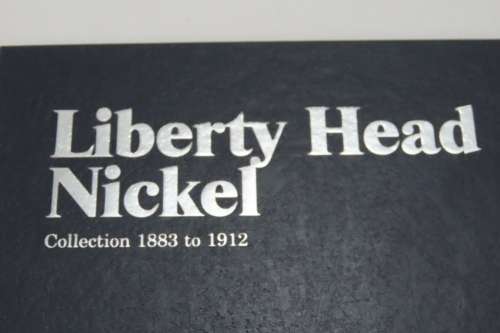 Liberty Head
Nickel
Collection 1883 to 1912